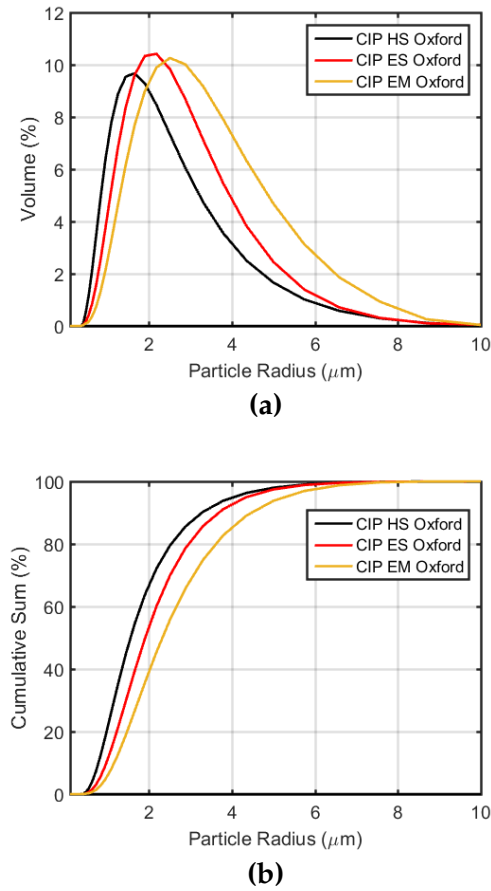 12
10
8
6
4
2
0
Volume (%)
CIP HS Oxford
CIP ES Oxford
CIP EM Oxford
2 4 6 8 10
Particle Radius (μm)
(a)
100
80
60
40
20
0
Cumulative Sum (%)
CIP HS Oxford
CIP ES Oxford
CIP EM Oxford
2 4 6 8 10
Particle Radius (μm)
(b)